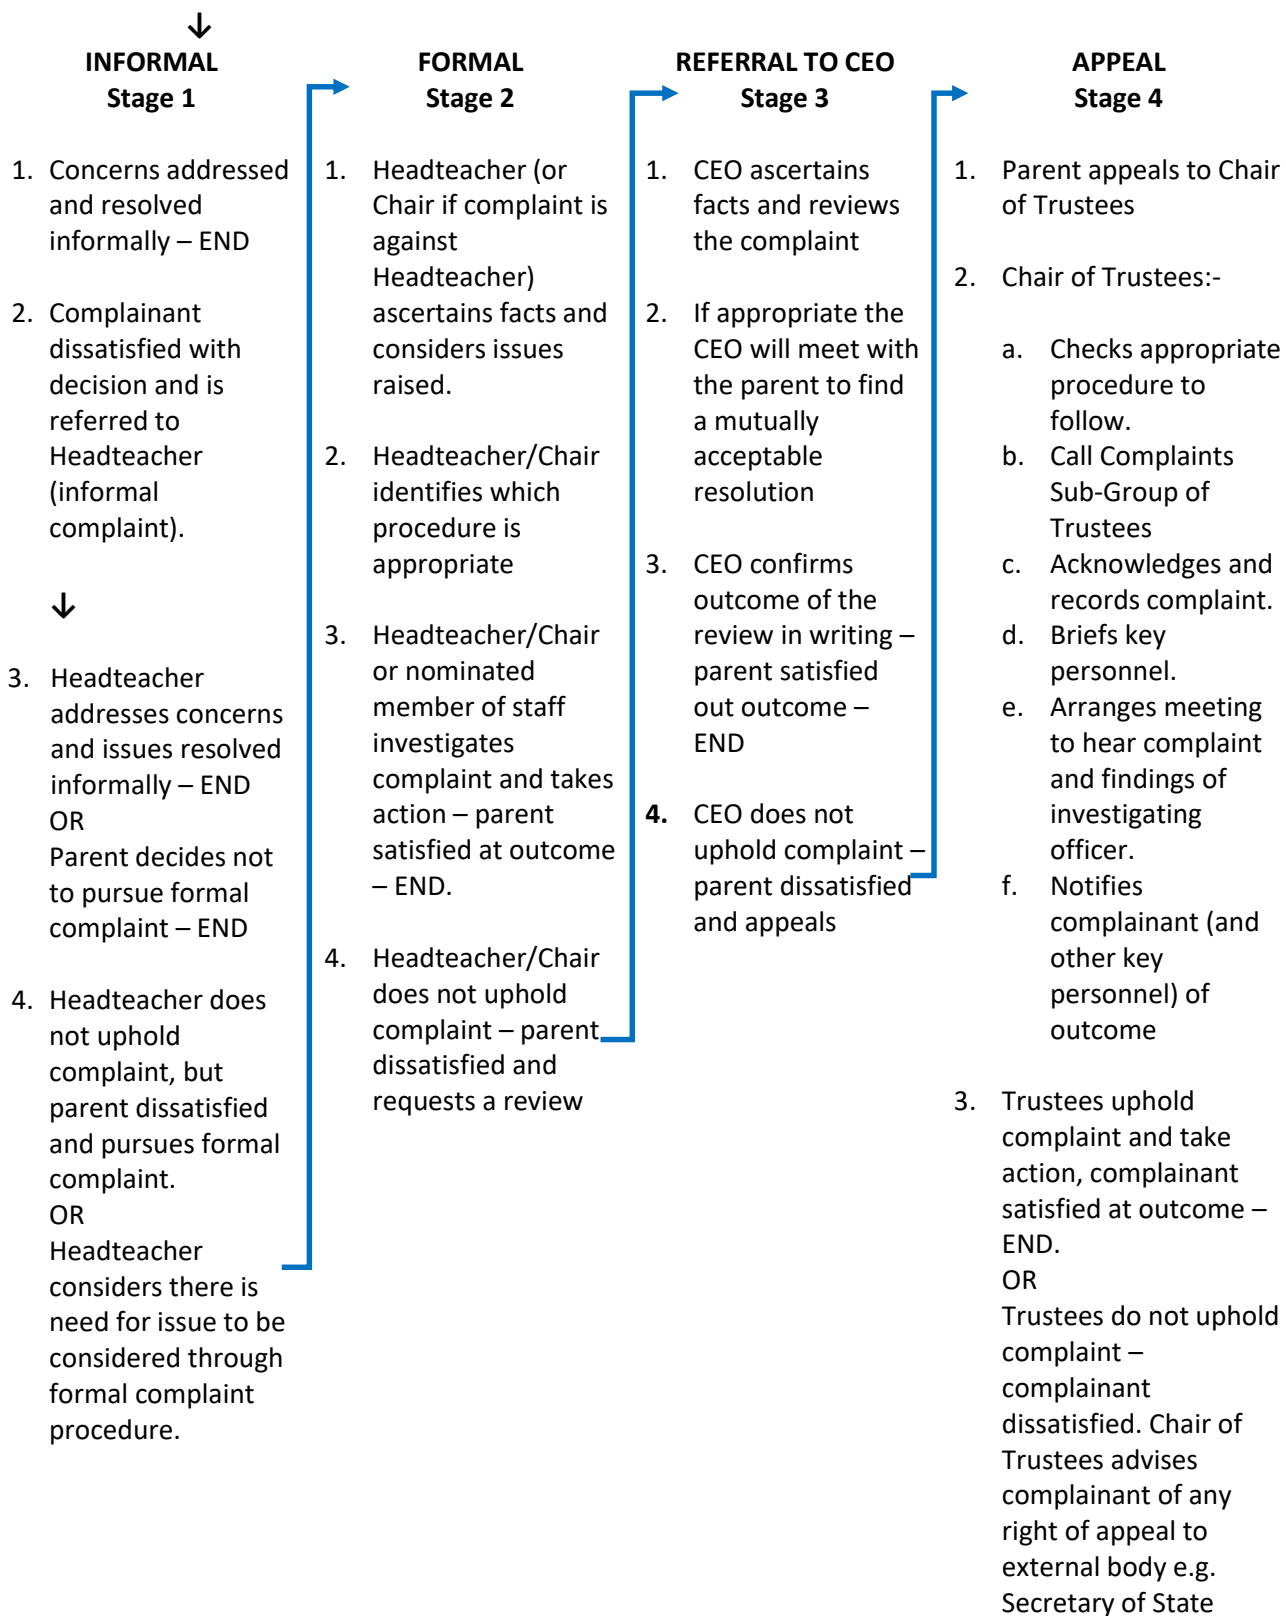 ↓
INFORMAL
Stage 1
1. Concerns addressed
and resolved
informally – END
2. Complainant
dissatisfied with
decision and is
referred to
Headteacher
(informal
complaint).
↓
3. Headteacher
addresses concerns
and issues resolved
informally – END
OR
Parent decides not
to pursue formal
complaint – END
4. Headteacher does
not uphold
complaint, but
parent dissatisfied
and pursues formal
complaint.
OR
Headteacher
considers there is
need for issue to be
considered through
formal complaint
procedure.
FORMAL
Stage 2
1. Headteacher (or
Chair if complaint is
against
Headteacher)
ascertains facts and
considers issues
raised.
2. Headteacher/Chair
identifies which
procedure is
appropriate
3. Headteacher/Chair
or nominated
member of staff
investigates
complaint and takes
action – parent
satisfied at outcome
– END.
4. Headteacher/Chair
does not uphold
complaint – parent
dissatisfied and
requests a review
REFERRAL TO CEO
Stage 3
1. CEO ascertains
facts and reviews
the complaint
2. If appropriate the
CEO will meet with
the parent to find
a mutually
acceptable
resolution
3. CEO confirms
outcome of the
review in writing –
parent satisfied
out outcome –
END
4. CEO does not
uphold complaint –
parent dissatisfied
and appeals
APPEAL
Stage 4
1. Parent appeals to Chair
of Trustees
2. Chair of Trustees:-
a. Checks appropriate
procedure to
follow.
b. Call Complaints
Sub-Group of
Trustees
c. Acknowledges and
records complaint.
d. Briefs key
personnel.
e. Arranges meeting
to hear complaint
and findings of
investigating
officer.
f. Notifies
complainant (and
other key
personnel) of
outcome
3. Trustees uphold
complaint and take
action, complainant
satisfied at outcome –
END.
OR
Trustees do not uphold
complaint –
complainant
dissatisfied. Chair of
Trustees advises
complainant of any
right of appeal to
external body e.g.
Secretary of State